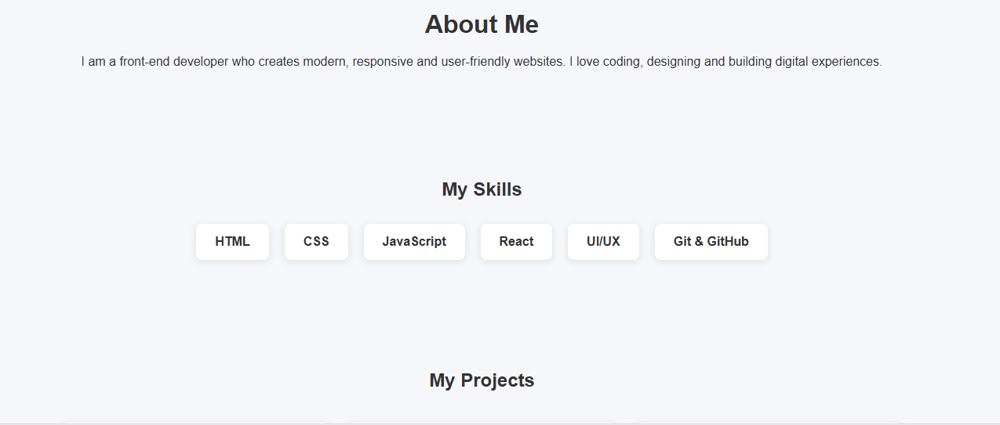 About Me
I am a front-end developer who creates modern, responsive and user-friendly websites. I love coding, designing and building digital experiences.
My Skills
HTML CSS JavaScript React UI/UX Git & GitHub
My Projects